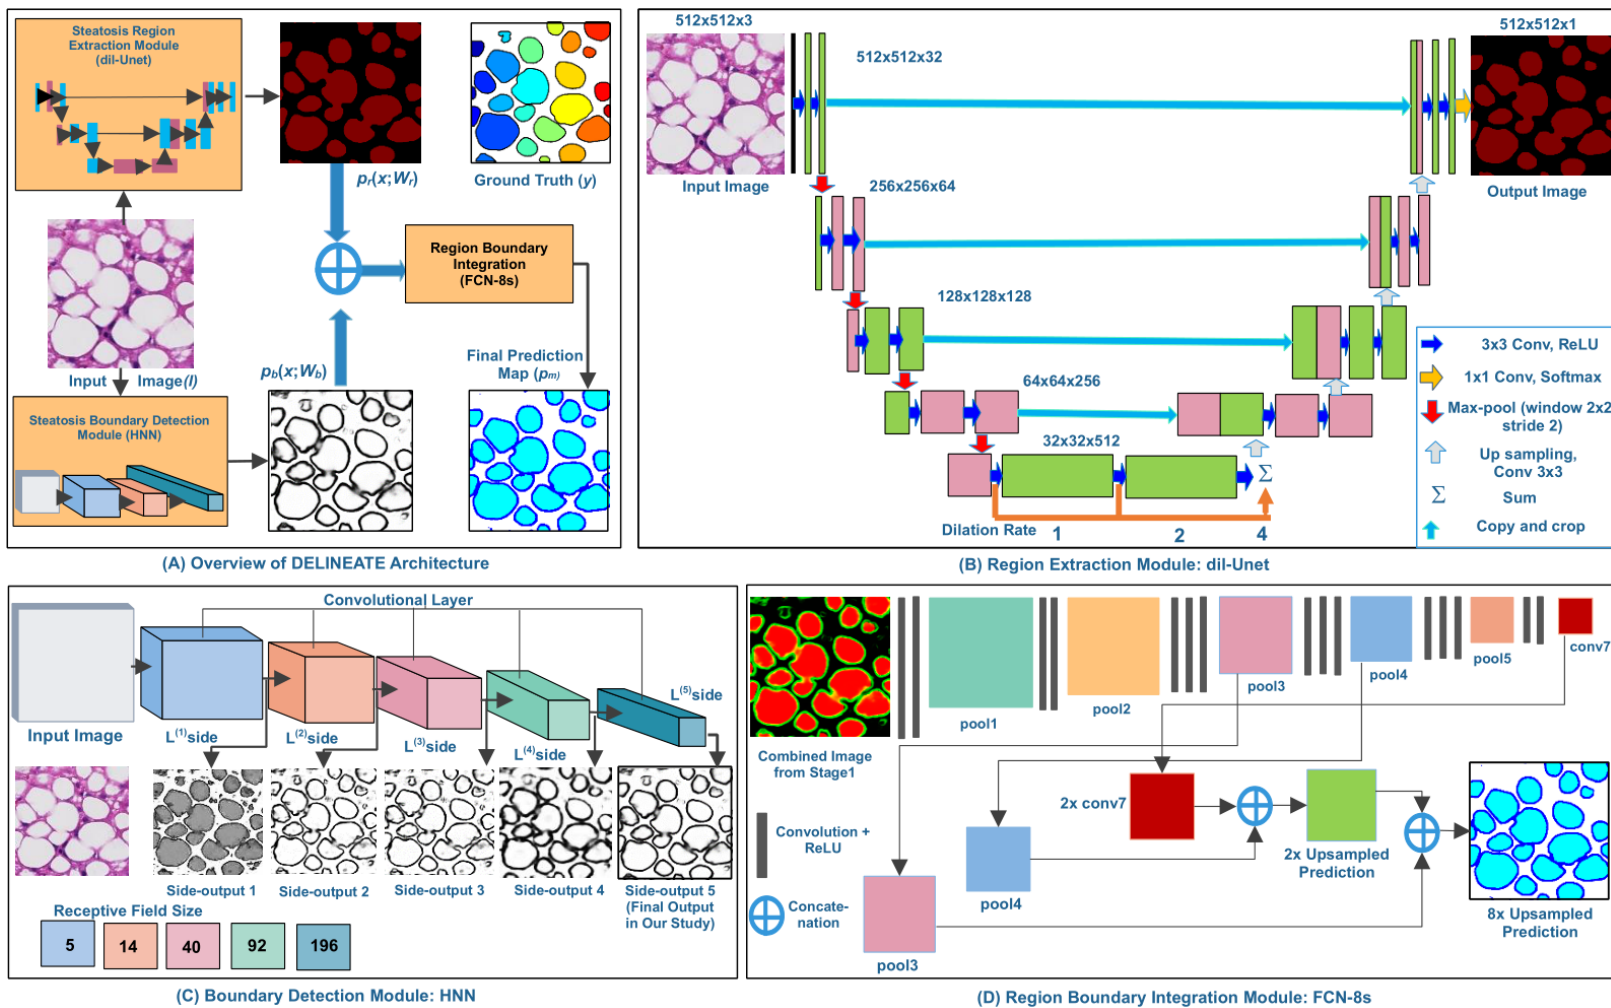 Steatosis Region
Extraction Module
(dil-Unet)
pr(x;Wr)
Ground Truth (y)
Region Boundary
Integration
(FCN-8s)
Input Image(I)
pb(x;Wb)
Final Prediction
Map (pm)
Steatosis Boundary Detection
Module (HNN)
(A) Overview of DELINEATE Architecture
512x512x3
512x512x32
512x512x1
Input Image
256x256x64
Output Image
128x128x128
64x64x256
32x32x512
Σ
Dilation Rate
1
2
4
3x3 Conv, ReLU
1x1 Conv, Softmax
Max-pool (window 2x2
stride 2)
Up sampling,
Conv 3x3
Σ
Sum
Copy and crop
(B) Region Extraction Module: dil-Unet
Convolutional Layer
Input Image
L(1)side
L(2)side
L(3)side
L(4)side
L(5)side
Side-output 1
Side-output 2
Side-output 3
Side-output 4
Side-output 5
(Final Output
in Our Study)
Receptive Field Size
5
14
40
92
196
(C) Boundary Detection Module: HNN
pool1
pool2
pool3
pool4
pool5
conv7
Combined Image
from Stage1
2x conv7
Convolution +
ReLU
2x Upsampled
Prediction
pool4
Concate-
nation
pool3
8x Upsampled
Prediction
(D) Region Boundary Integration Module: FCN-8s